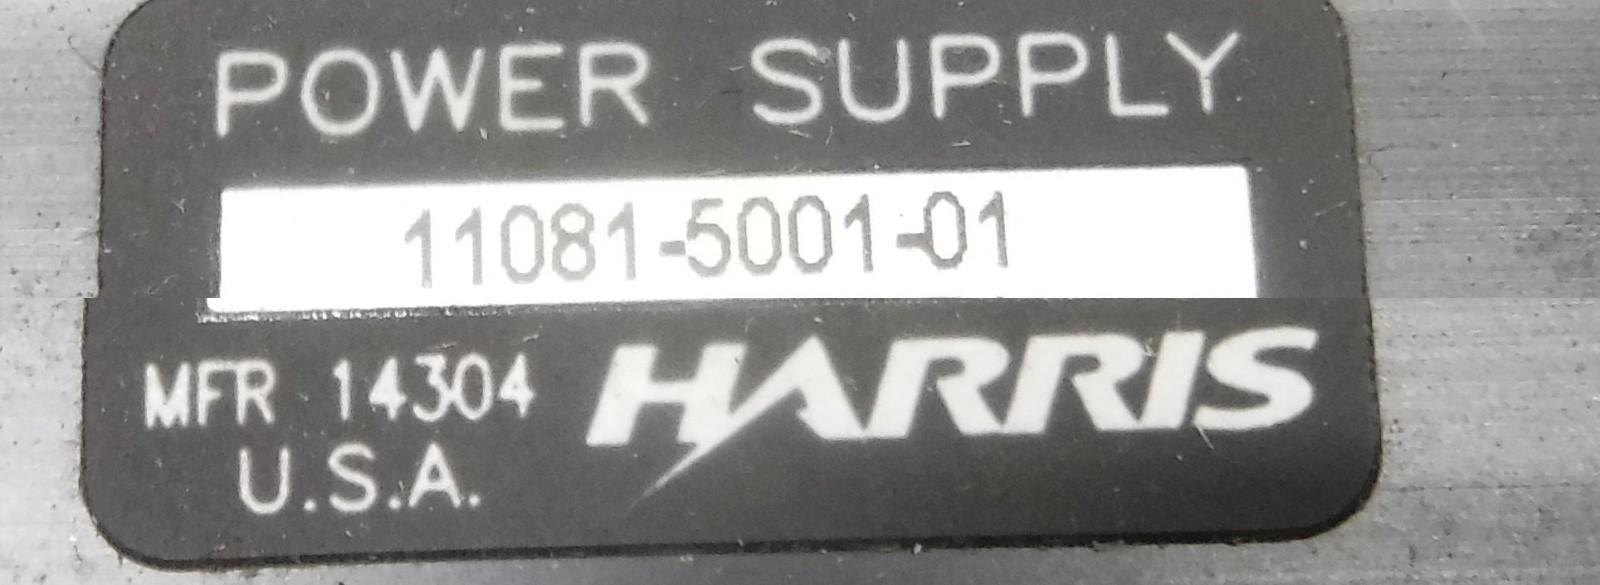 POWER SUPPLY
11081-5001-01
MFR 14304 HARRIS
U.S.A.